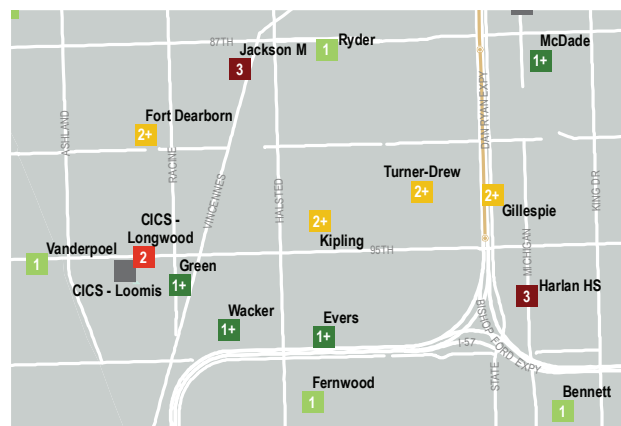 87TH
Jackson M
3
Ryder
1
McDade
1+
ASHLAND
Fort Dearborn
2+
RACINE
VINCENNES
HALSTED
DAN RYAN EXPY
KING DR
Turner-Drew
2+
2+
Gillespie
2+
Kipling
95TH
MICHIGAN
CICS -
Longwood
2
Vanderpoel
1
CICS - Loomis
Green
1+
Harlan HS
3
Wacker
1+
Evers
1+
BISHOP FORD EXPY
I-57
STATE
Fernwood
1
Bennett
1